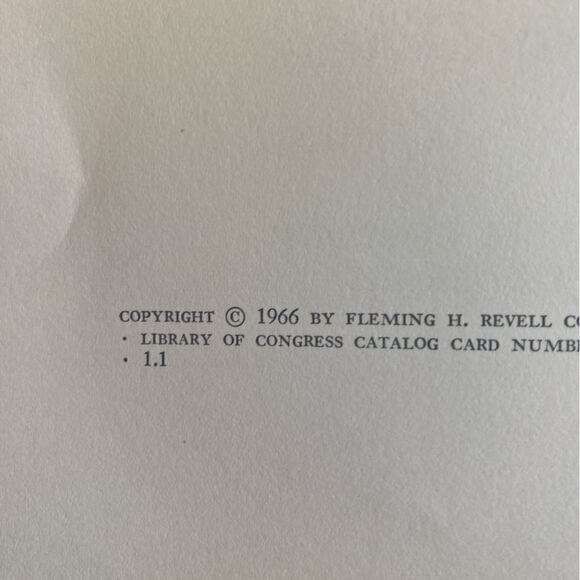 COPYRIGHT © 1966 BY FLEMING H. REVELL
· LIBRARY OF CONGRESS CATALOG CARD
· 1.1